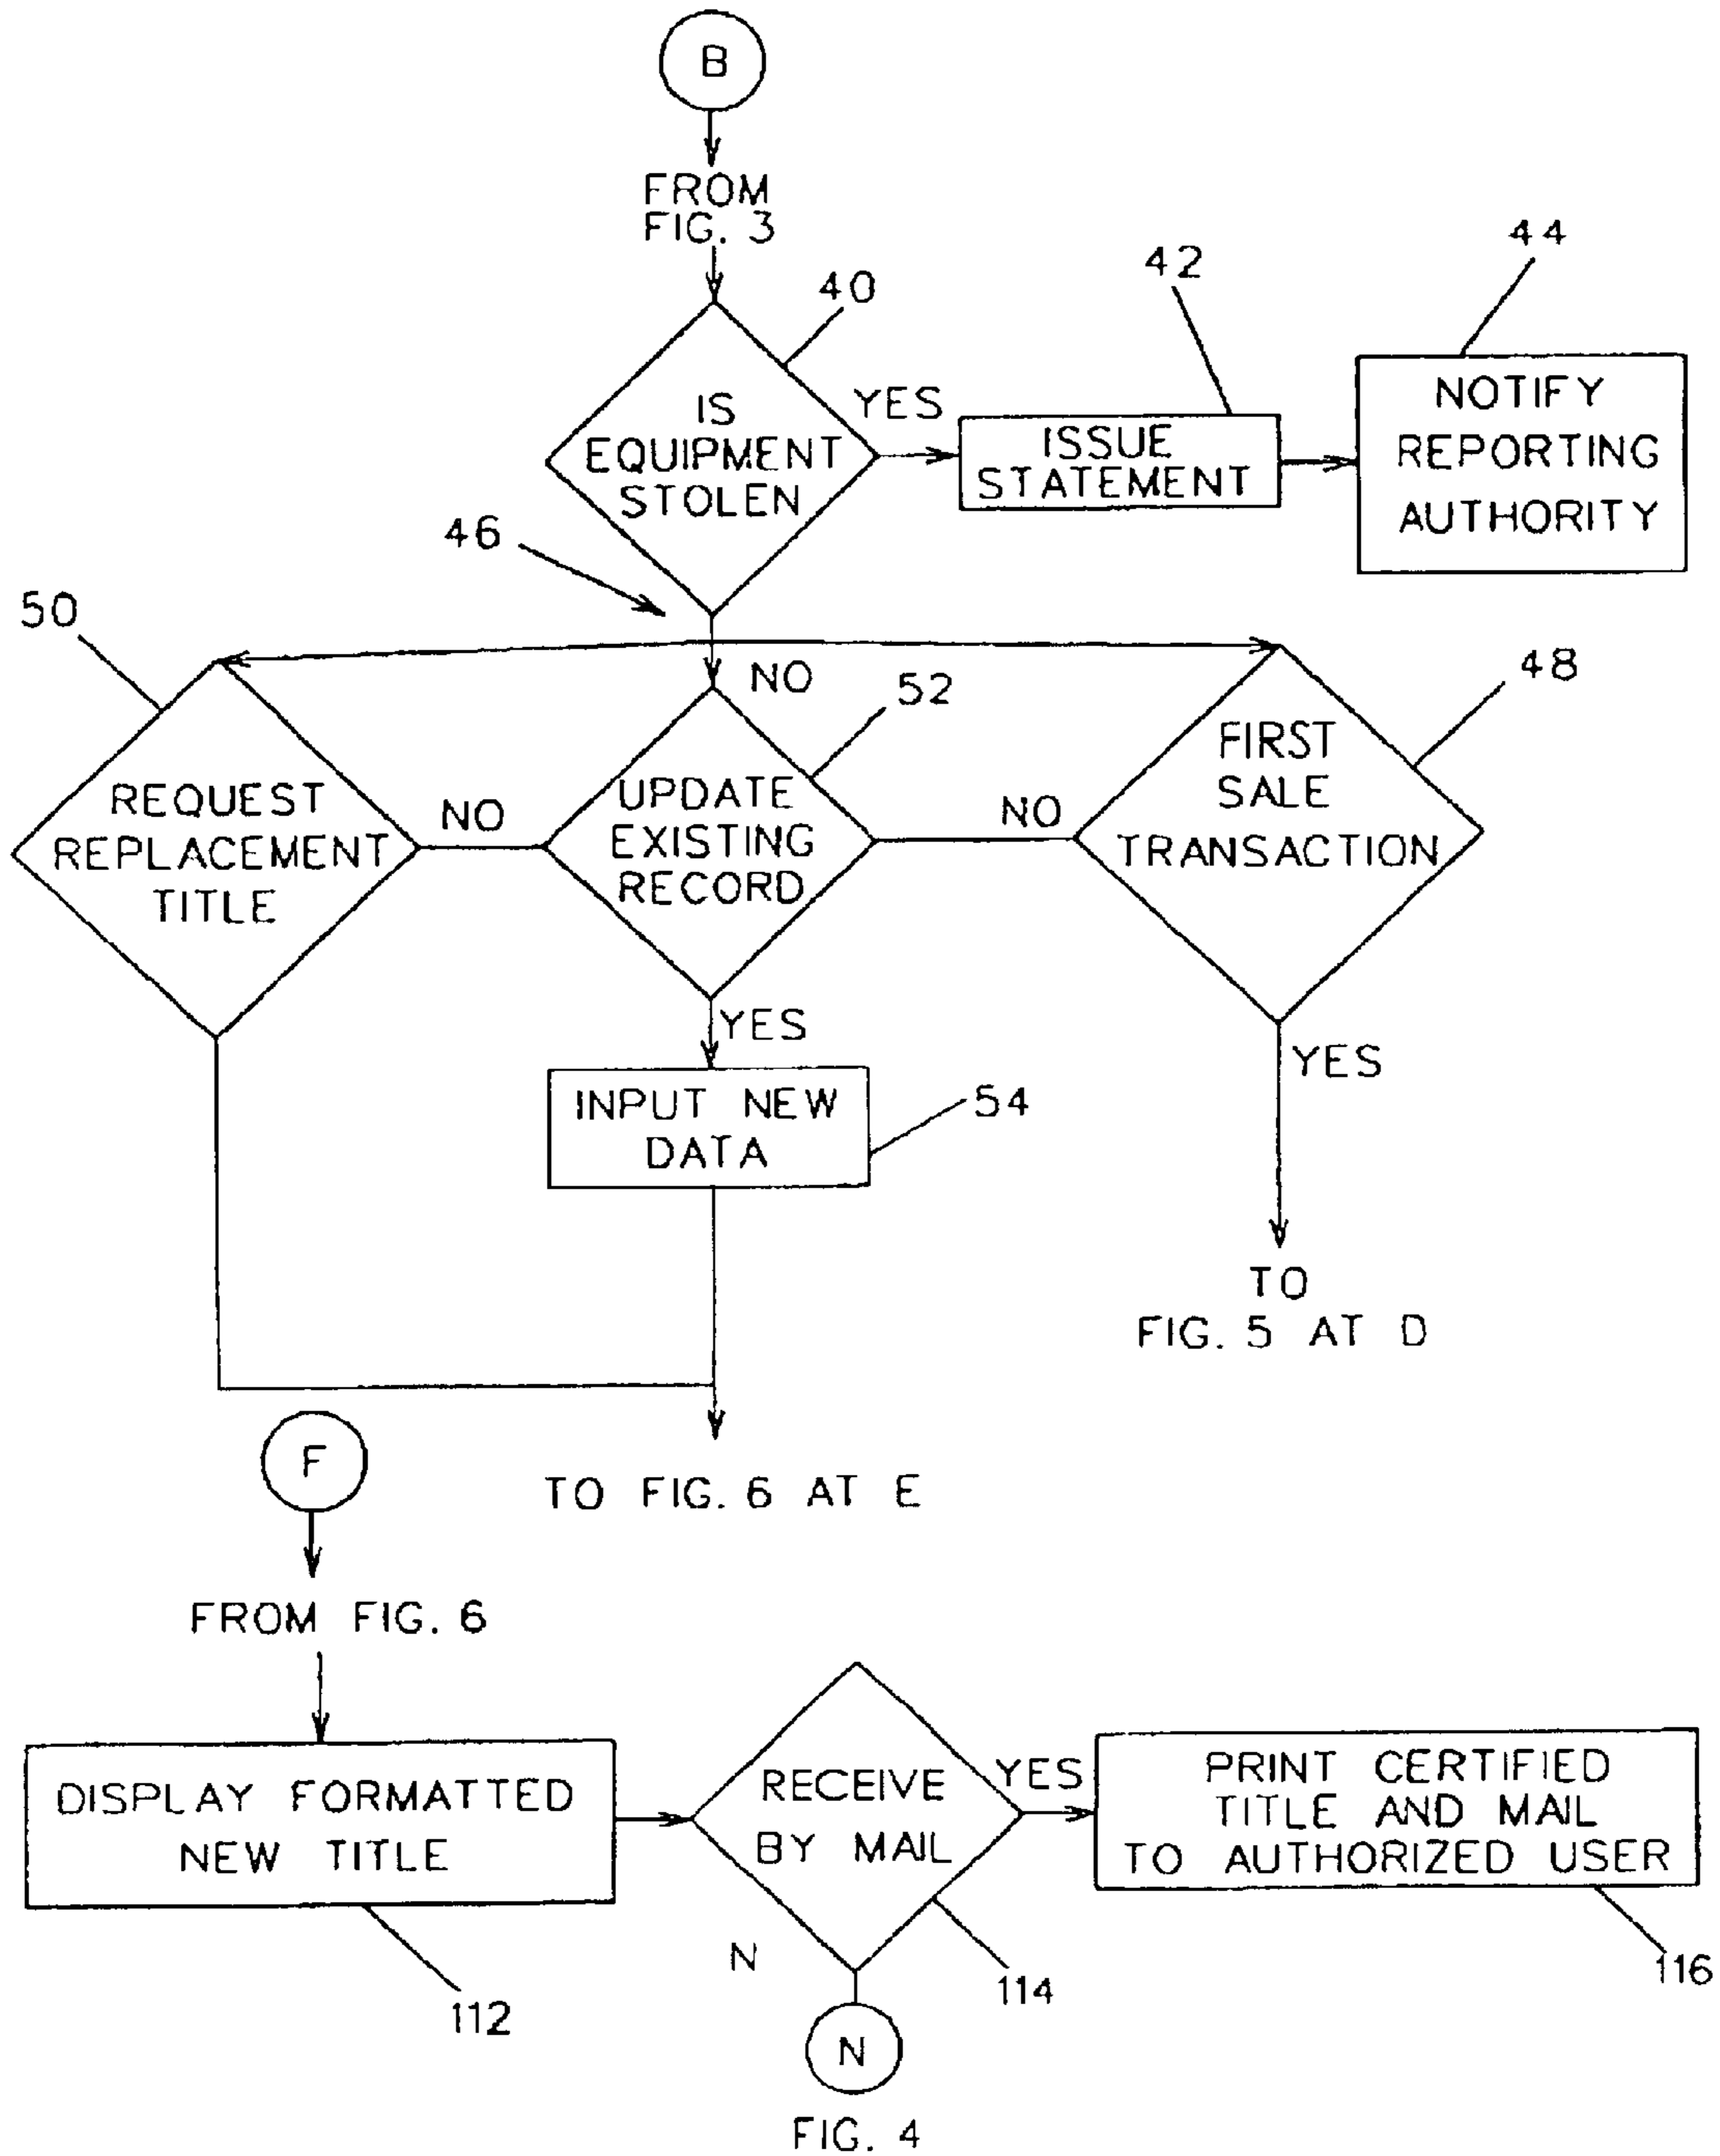 B
FROM
FIG. 3
40
42
44
IS
EQUIPMENT
STOLEN
YES
ISSUE
STATEMENT
NOTIFY
REPORTING
AUTHORITY
46
50
NO
52
48
REQUEST
REPLACEMENT
TITLE
NO
UPDATE
EXISTING
RECORD
NO
FIRST
SALE
TRANSACTION
YES
YES
INPUT NEW
DATA
54
TO
FIG. 5 AT D
TO FIG. 6 AT E
F
FROM FIG. 6
DISPLAY FORMATTED
NEW TITLE
112
RECEIVE
BY MAIL
YES
PRINT CERTIFIED
TITLE AND MAIL
TO AUTHORIZED USER
N
114
116
N
FIG. 4